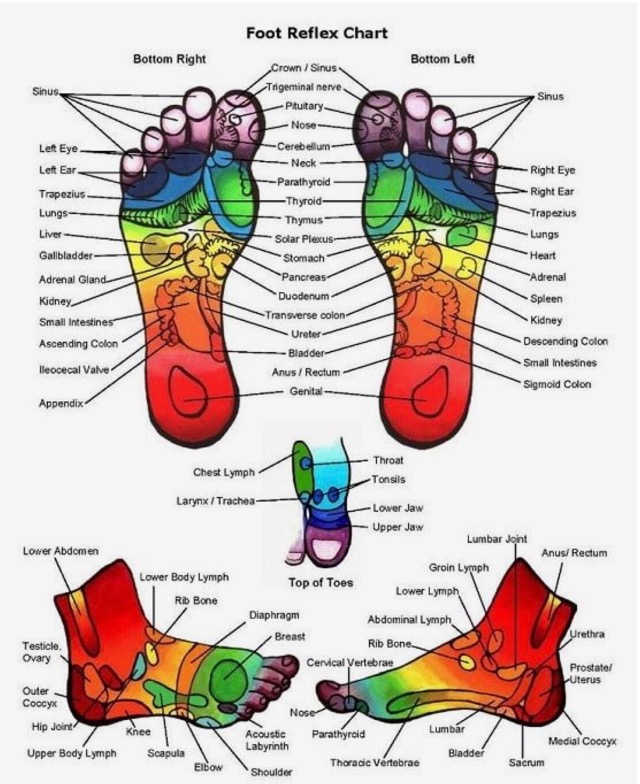 Foot Reflex Chart
Bottom Right
Bottom Left
Sinus
Left Eye
Left Ear
Trapezius
Lungs
Liver
Gallbladder
Adrenal Gland
Kidney
Small Intestines
Ascending Colon
Ileocecal Valve
Appendix
Crown / Sinus
Trigeminal nerve
Pituitary
Nose
Cerebellum
Neck
Parathyroid
Thyroid
Thymus
Solar Plexus
Stomach
Pancreas
Duodenum
Transverse colon
Ureter
Bladder
Anus / Rectum
Genital
Sinus
Right Eye
Right Ear
Trapezius
Lungs
Heart
Adrenal
Spleen
Kidney
Descending Colon
Small Intestines
Sigmoid Colon
Chest Lymph
Larynx / Trachea
Throat
Tonsils
Lower Jaw
Upper Jaw
Top of Toes
Lower Abdomen
Lower Body Lymph
Rib Bone
Diaphragm
Breast
Testicle,
Ovary
Outer
Coccyx
Hip Joint
Upper Body Lymph
Knee
Scapula
Elbow
Shoulder
Acoustic
Labyrinth
Lumbar Joint
Groin Lymph
Lower Lymph
Abdominal Lymph
Rib Bone
Cervical Vertebrae
Nose
Parathyroid
Thoracic Vertebrae
Lumbar
Bladder
Sacrum
Medial Coccyx
Prostate/
Uterus
Urethra
Anus/ Rectum